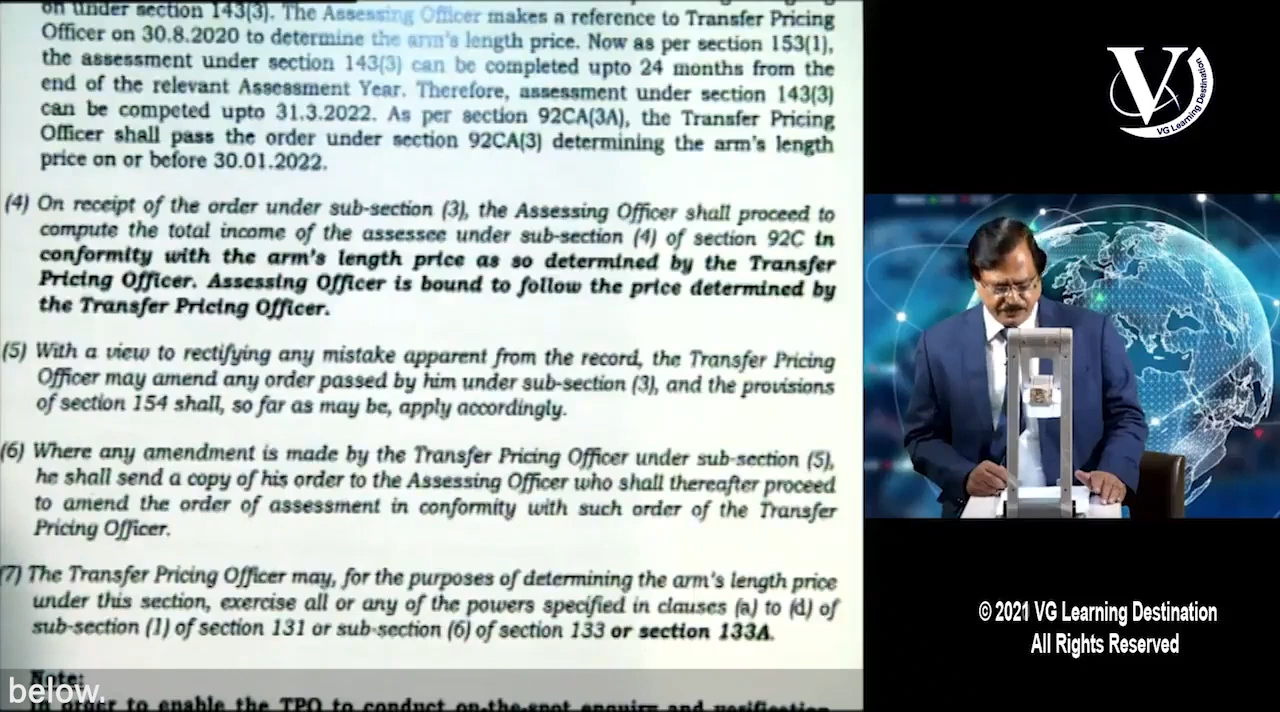 on under section 143(3). The Assessing Officer makes a reference to Transfer Pricing
Officer on 30.8.2020 to determine the arm's length price. Now as per section 153(1),
the assessment under section 143(3) can be completed upto 24 months from the
end of the relevant Assessment Year. Therefore, assessment under section 143(3)
can be competed upto 31.3.2022. As per section 92CA(3A), the Transfer Pricing
Officer shall pass the order under section 92CA(3) determining the arm's length
price on or before 30.01.2022.
(4) On receipt of the order under sub-section (3), the Assessing Officer shall proceed to
compute the total income of the assessee under sub-section (4) of section 92C in
conformity with the arm's length price as so determined by the Transfer
Pricing Officer. Assessing Officer is bound to follow the price determined by
the Transfer Pricing Officer.
(5) With a view to rectifying any mistake apparent from the record, the Transfer Pricing
Officer may amend any order passed by him under sub-section (3), and the provisions
of section 154 shall, so far as may be, apply accordingly.
(6) Where any amendment is made by the Transfer Pricing Officer under sub-section (5),
he shall send a copy of his order to the Assessing Officer who shall thereafter proceed
to amend the order of assessment in conformity with such order of the Transfer
Pricing Officer.
(7) The Transfer Pricing Officer may, for the purposes of determining the arm's length price
under this section, exercise all or any of the powers specified in clauses (a) to (d) of
sub-section (1) of section 131 or sub-section (6) of section 133 or section 133A.
Note:
In order to enable the TPO to conduct on-the-spot enquiry and verification
below.
V
VG Learning Destination
© 2021 VG Learning Destination
All Rights Reserved